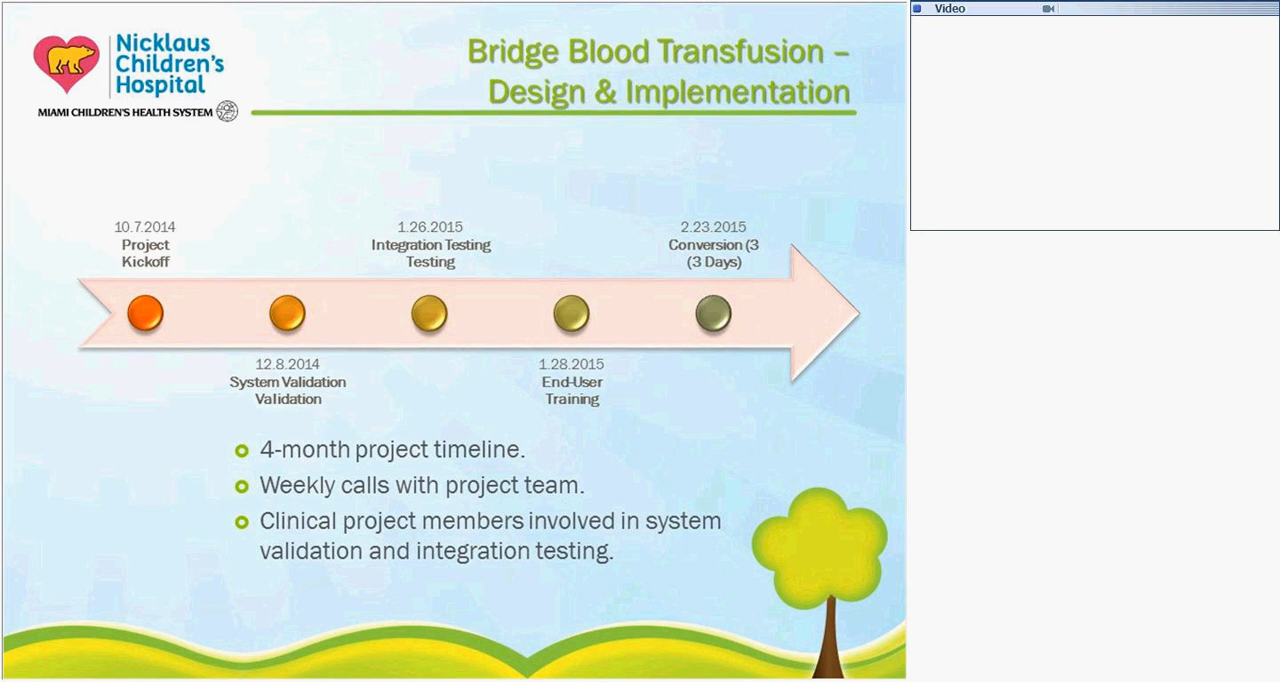 Nicklaus
Children's
Hospital
MIAMI CHILDREN'S HEALTH SYSTEM
Bridge Blood Transfusion –
Design & Implementation
Video
10.7.2014
Project
Kickoff
1.26.2015
Integration Testing
Testing
2.23.2015
Conversion (3
(3 Days)
12.8.2014
System Validation
Validation
1.28.2015
End-User
Training
4-month project timeline.
Weekly calls with project team.
Clinical project members involved in system
validation and integration testing.